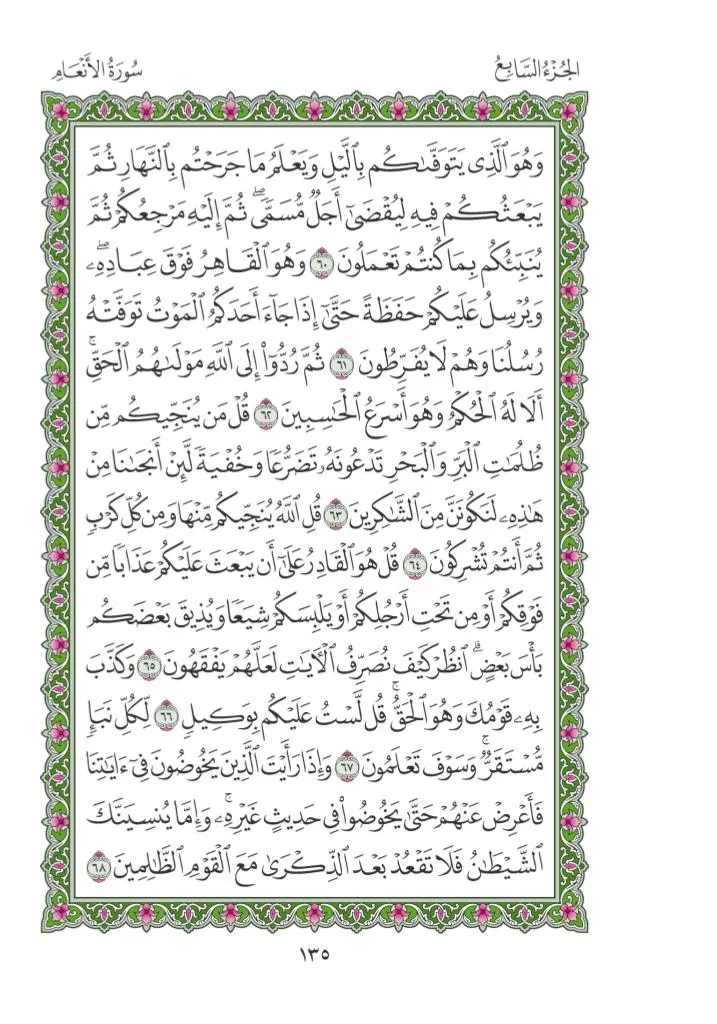 الجُزْءُ السَّابِعُ
سُورَةُ الأَنْعَامِ
وَهُوَ ٱلَّذِى يَتَوَفَّىٰكُم بِٱلَّيْلِ وَيَعْلَمُ مَا جَرَحْتُم بِٱلنَّهَارِ ثُمَّ
يَبْعَثُكُمْ فِيهِ لِيُقْضَىٰٓ أَجَلٌ مُّسَمًّى ۖ ثُمَّ إِلَيْهِ مَرْجِعُكُمْ ثُمَّ
يُنَبِّئُكُم بِمَا كُنتُمْ تَعْمَلُونَ ٦٠ وَهُوَ ٱلْقَاهِرُ فَوْقَ عِبَادِهِۦ ۖ
وَيُرْسِلُ عَلَيْكُمْ حَفَظَةً حَتَّىٰٓ إِذَا جَآءَ أَحَدَكُمُ ٱلْمَوْتُ تَوَفَّتْهُ
رُسُلُنَا وَهُمْ لَا يُفَرِّطُونَ ٦١ ثُمَّ رُدُّوٓا۟ إِلَى ٱللَّهِ مَوْلَىٰهُمُ ٱلْحَقِّ ۚ
أَلَا لَهُ ٱلْحُكْمُ وَهُوَ أَسْرَعُ ٱلْحَـٰسِبِينَ ٦٢ قُلْ مَن يُنَجِّيكُم مِّن
ظُلُمَـٰتِ ٱلْبَرِّ وَٱلْبَحْرِ تَدْعُونَهُۥ تَضَرُّعًا وَخُفْيَةً لَّئِنْ أَنجَىٰنَا مِنْ
هَـٰذِهِۦ لَنَكُونَنَّ مِنَ ٱلشَّـٰكِرِينَ ٦٣ قُلِ ٱللَّهُ يُنَجِّيكُم مِّنْهَا وَمِن كُلِّ كَرْبٍ
ثُمَّ أَنتُمْ تُشْرِكُونَ ٦٤ قُلْ هُوَ ٱلْقَادِرُ عَلَىٰٓ أَن يَبْعَثَ عَلَيْكُمْ عَذَابًا مِّن
فَوْقِكُمْ أَوْ مِن تَحْتِ أَرْجُلِكُمْ أَوْ يَلْبِسَكُمْ شِيَعًا وَيُذِيقَ بَعْضَكُم
بَأْسَ بَعْضٍ ۗ ٱنظُرْ كَيْفَ نُصَرِّفُ ٱلْـَٔايَـٰتِ لَعَلَّهُمْ يَفْقَهُونَ ٦٥ وَكَذَّبَ
بِهِۦ قَوْمُكَ وَهُوَ ٱلْحَقُّ ۚ قُل لَّسْتُ عَلَيْكُم بِوَكِيلٍ ٦٦ لِّكُلِّ نَبَإٍ
مُّسْتَقَرٌّ ۚ وَسَوْفَ تَعْلَمُونَ ٦٧ وَإِذَا رَأَيْتَ ٱلَّذِينَ يَخُوضُونَ فِىٓ ءَايَـٰتِنَا
فَأَعْرِضْ عَنْهُمْ حَتَّىٰ يَخُوضُوا۟ فِى حَدِيثٍ غَيْرِهِۦ ۚ وَإِمَّا يُنسِيَنَّكَ
ٱلشَّيْطَـٰنُ فَلَا تَقْعُدْ بَعْدَ ٱلذِّكْرَىٰ مَعَ ٱلْقَوْمِ ٱلظَّـٰلِمِينَ ٦٨
١٣٥